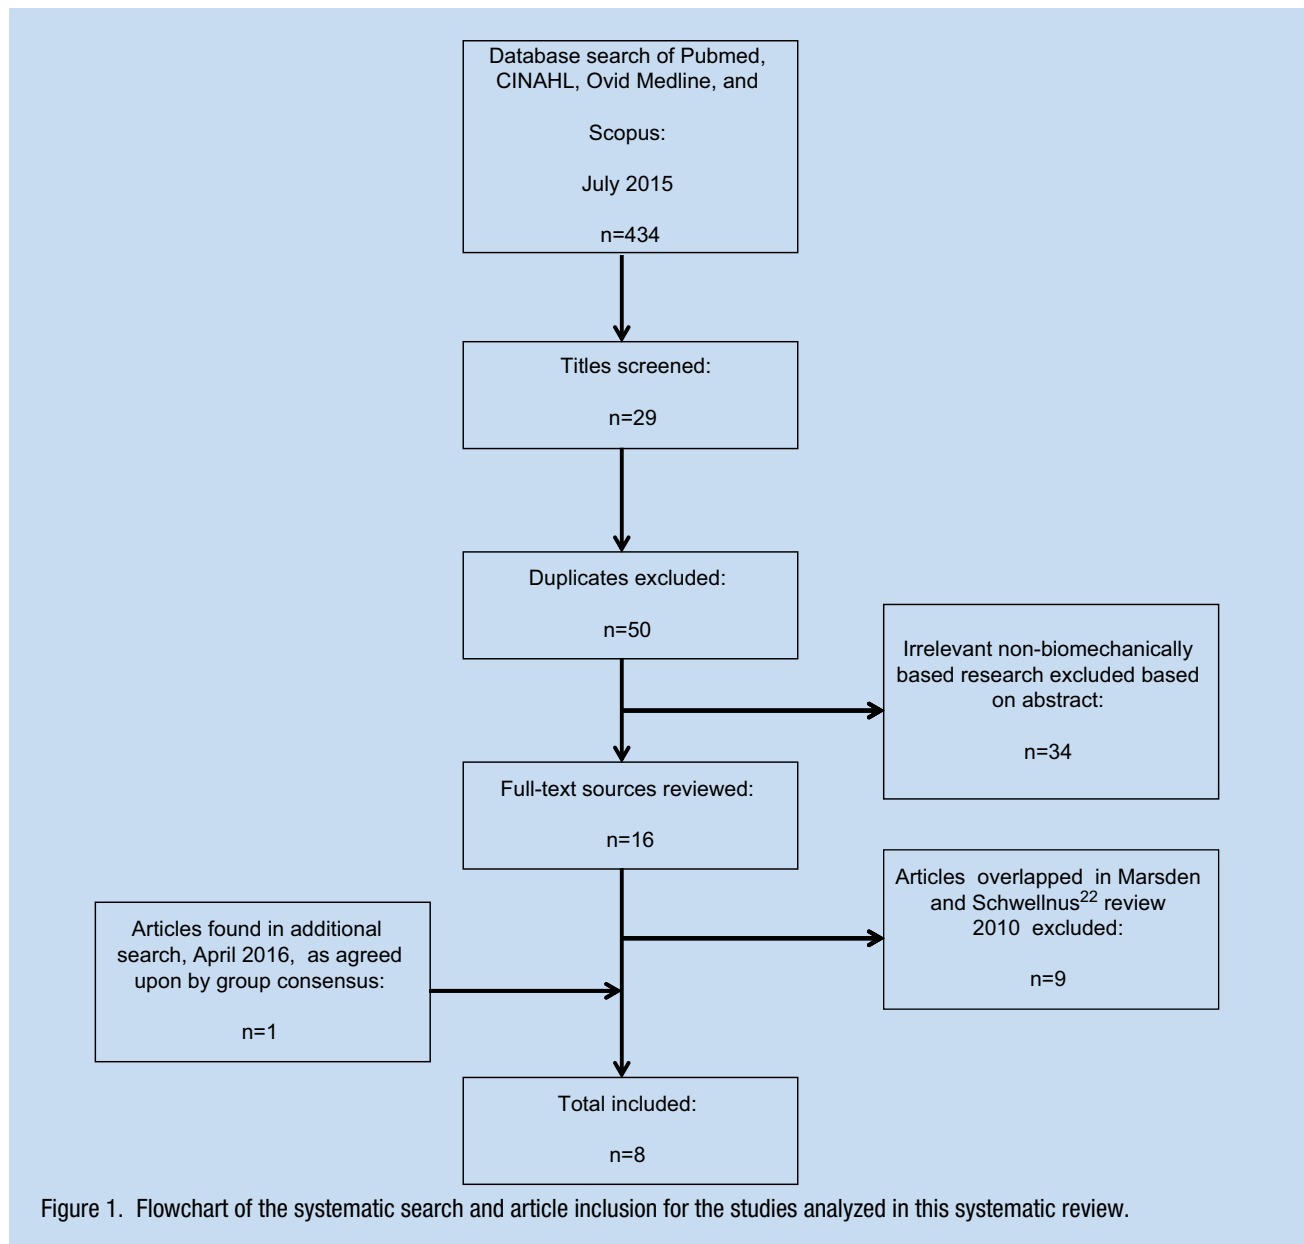 Database search of Pubmed,
CINAHL, Ovid Medline, and
Scopus:
July 2015
n=434
Titles screened:
n=29
Duplicates excluded:
n=50
Irrelevant non-biomechanically
based research excluded based
on abstract:
n=34
Full-text sources reviewed:
n=16
Articles overlapped in Marsden
and Schwellnus22 review
2010 excluded:
n=9
Articles found in additional
search, April 2016, as agreed
upon by group consensus:
n=1
Total included:
n=8
Figure 1. Flowchart of the systematic search and article inclusion for the studies analyzed in this systematic review.